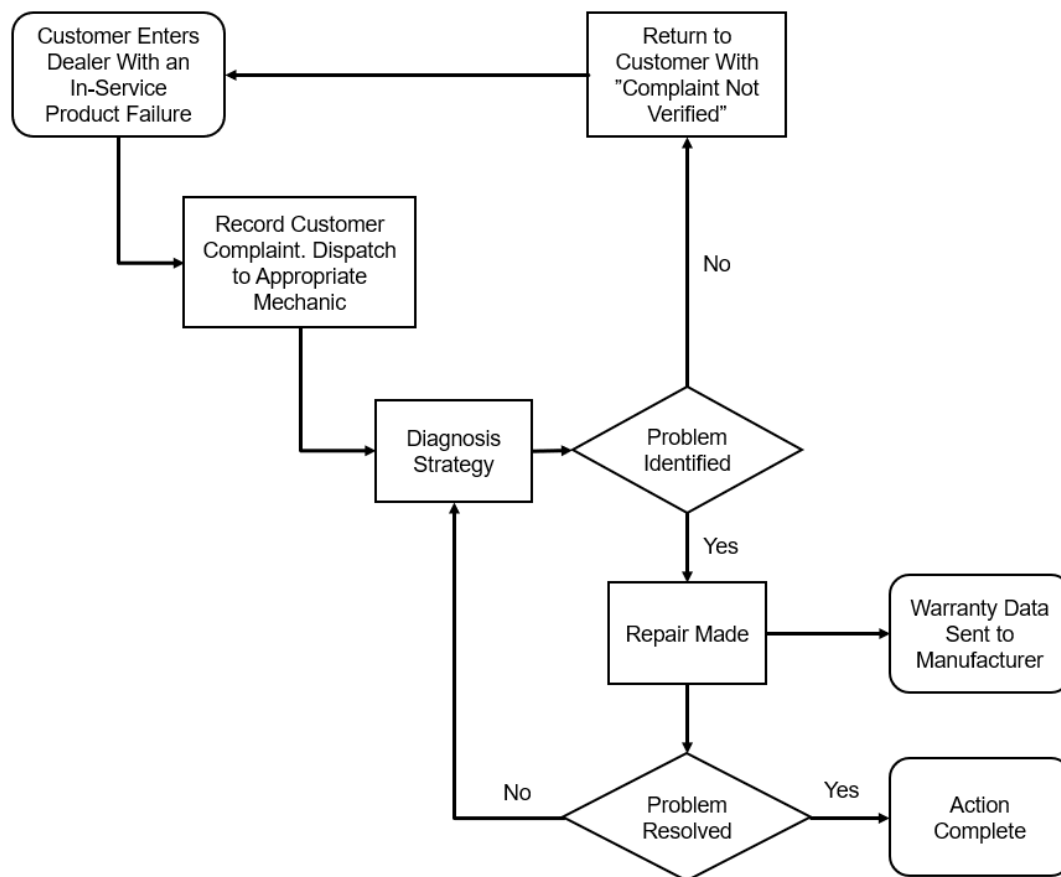 Customer Enters
Dealer With an
In-Service
Product Failure
Return to
Customer With
”Complaint Not
Verified”
Record Customer
Complaint. Dispatch
to Appropriate
Mechanic
No
Diagnosis
Strategy
Problem
Identified
Yes
Repair Made
Warranty Data
Sent to
Manufacturer
No
Problem
Resolved
Yes
Action
Complete